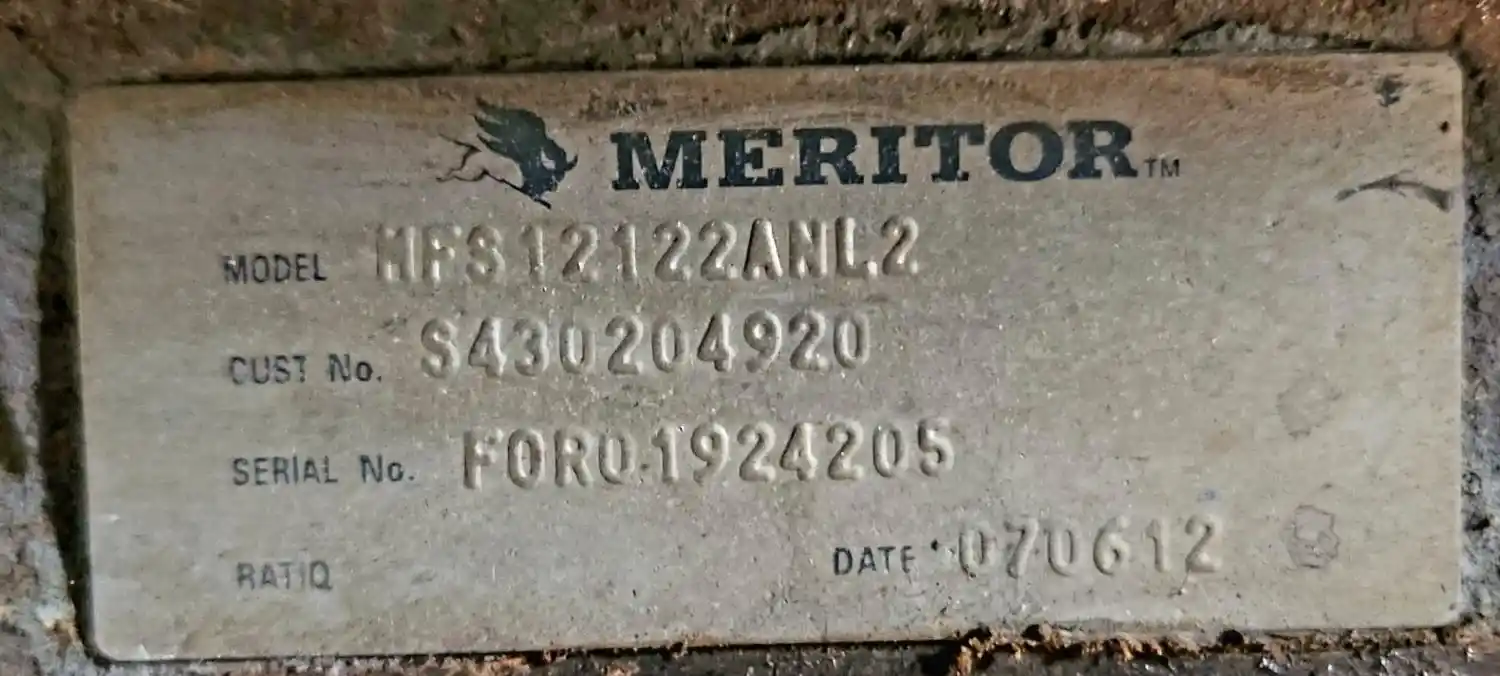 MERITOR™
MODEL MFS12122ANL2
CUST No. S430204920
SERIAL No. FOR01924205
RATIO
DATE 070612